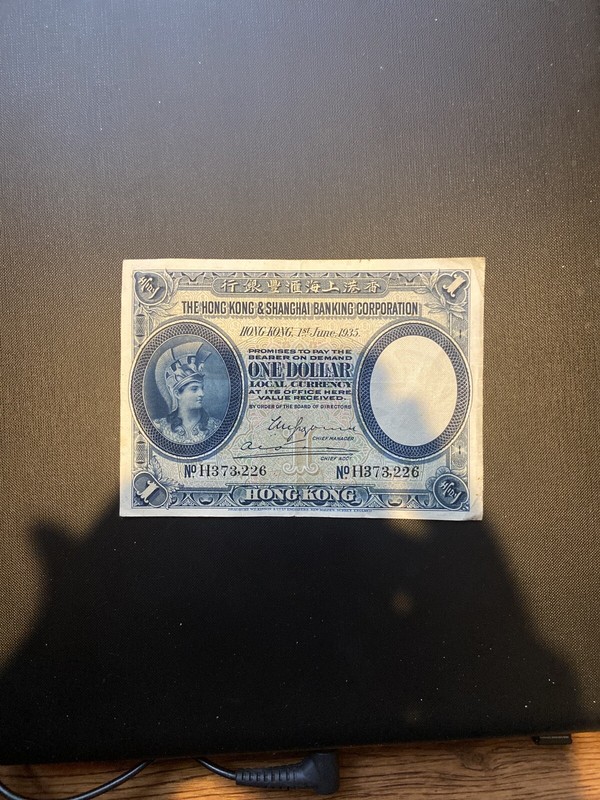 香港上海滙豐銀行
1
THE HONG KONG & SHANGHAI BANKING CORPORATION
HONG KONG, 1st June, 1935.
PROMISES TO PAY THE
BEARER ON DEMAND
ONE DOLLAR
LOCAL CURRENCY
AT ITS OFFICE HERE
VALUE RECEIVED.
BY ORDER OF THE BOARD OF DIRECTORS
CHIEF MANAGER
CHIEF ACCT.
No H373,226 No H373,226
1
HONG KONG